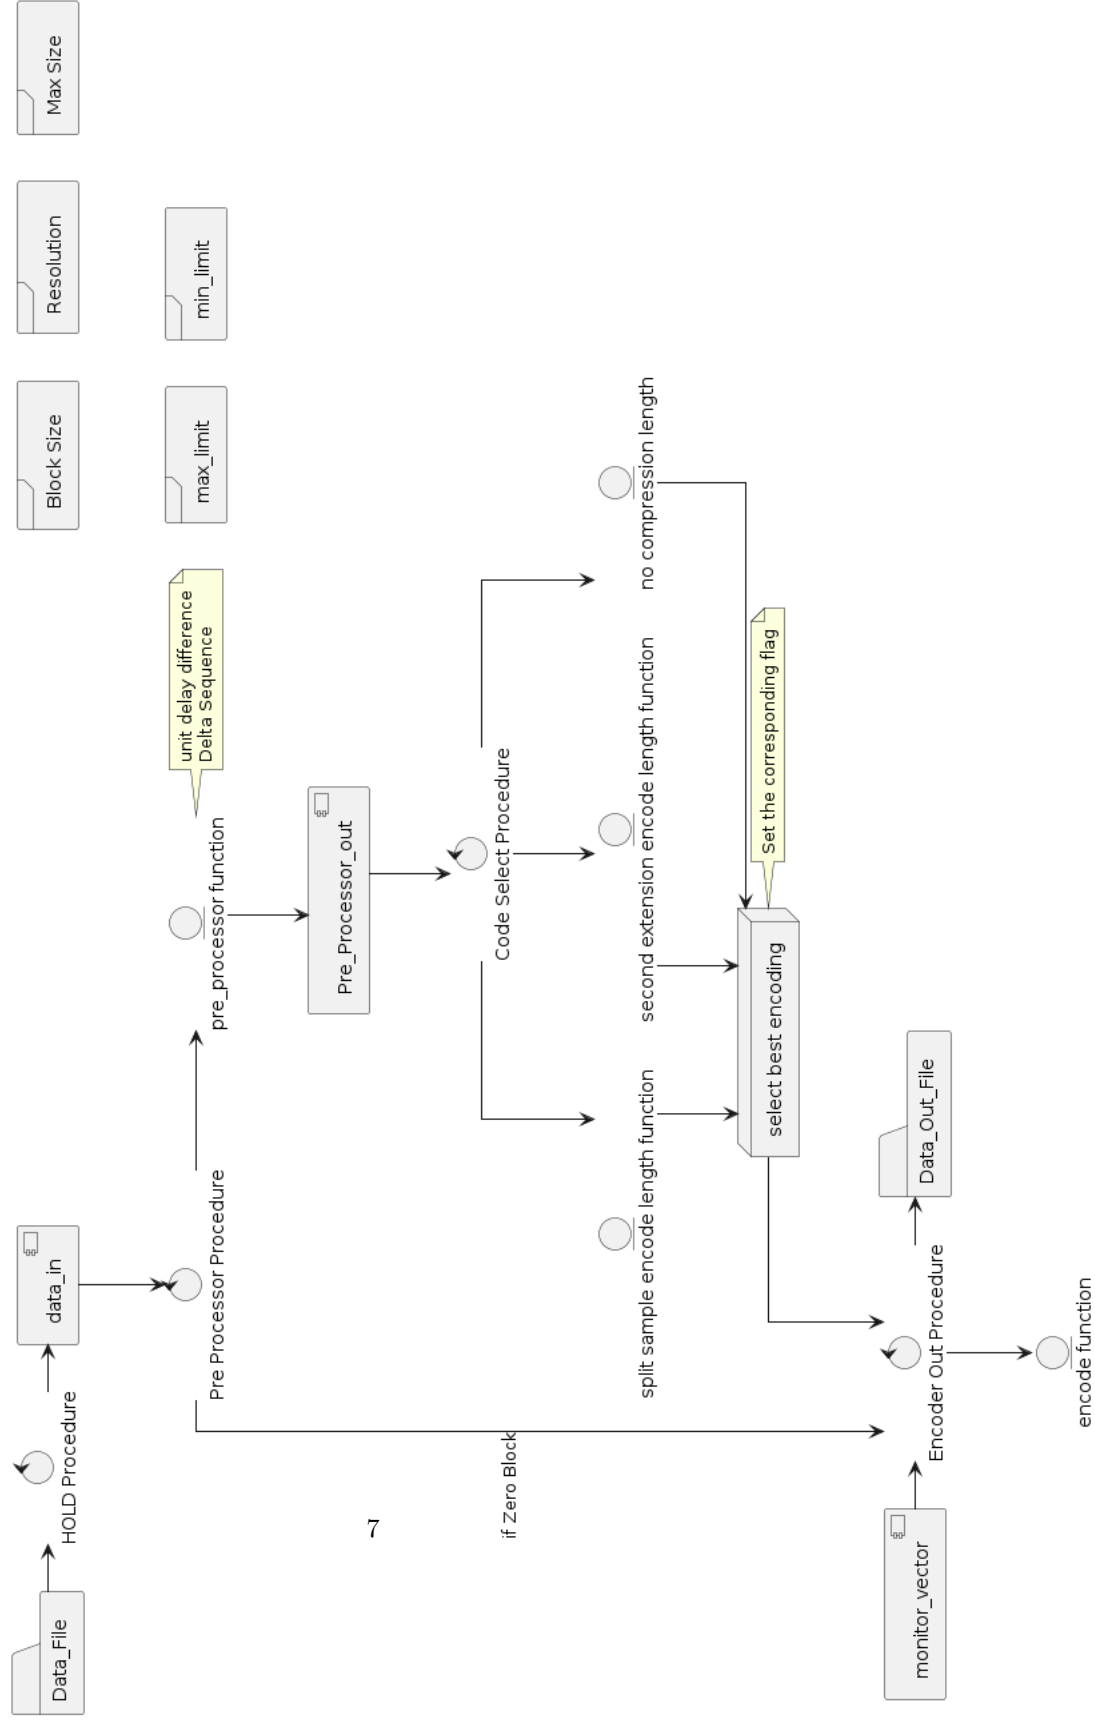 Data_File
HOLD Procedure
data_in
Block Size
Resolution
Max Size
Pre Processor Procedure
pre_processor function
unit delay difference
Delta Sequence
max_limit
min_limit
Pre_Processor_out
7
if Zero Block
Code Select Procedure
split sample encode length function
second extension encode length function
no compression length
select best encoding
Set the corresponding flag
monitor_vector
Encoder Out Procedure
Data_Out_File
encode function